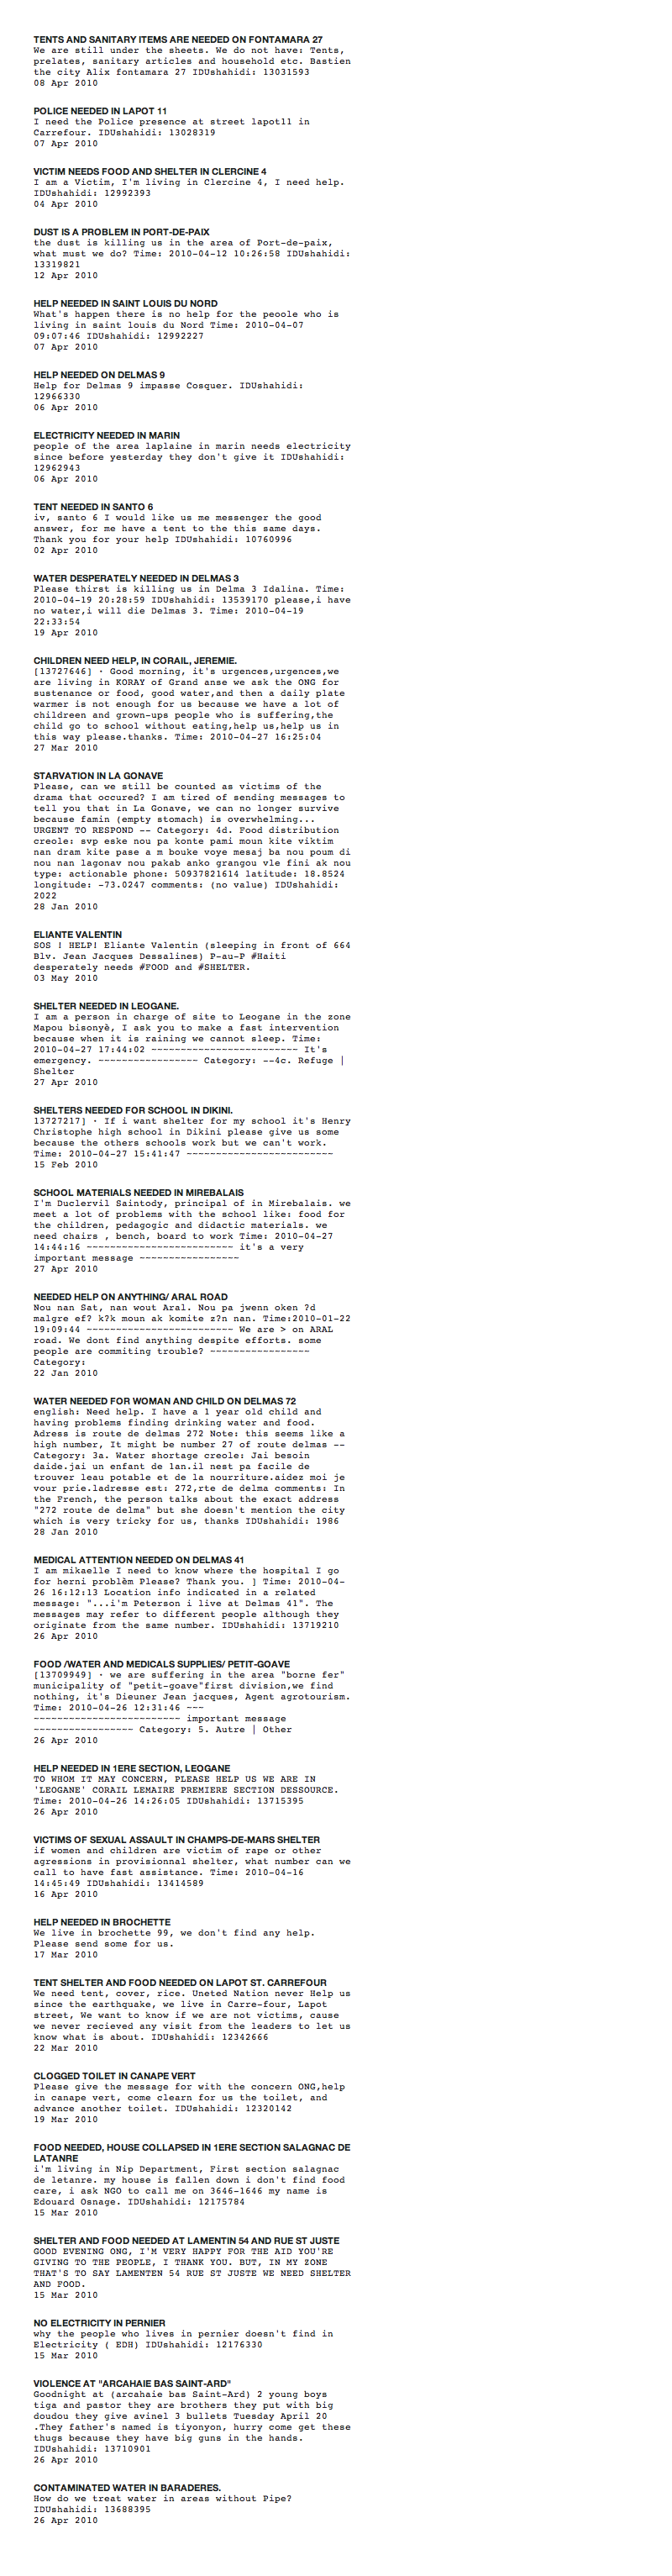 TENTS AND SANITARY ITEMS ARE NEEDED ON FONTAMARA 27
We are still under the sheets. We do not have: Tents,
prelates, sanitary articles and household etc. Bastien
the city Alix fontamara 27 IDUshahidi: 13031593
08 Apr 2010
POLICE NEEDED IN LAPOT 11
I need the Police presence at street lapot11 in
Carrefour. IDUshahidi: 13028319
07 Apr 2010
VICTIM NEEDS FOOD AND SHELTER IN CLERCINE 4
I am a Victim, I'm living in Clercine 4, I need help.
IDUshahidi: 12992393
04 Apr 2010
DUST IS A PROBLEM IN PORT-DE-PAIX
the dust is killing us in the area of Port-de-paix,
what must we do? Time: 2010-04-12 10:26:58 IDUshahidi:
13319821
12 Apr 2010
HELP NEEDED IN SAINT LOUIS DU NORD
What's happen there is no help for the peoole who is
living in saint louis du Nord Time: 2010-04-07
09:07:46 IDUshahidi: 12992227
07 Apr 2010
HELP NEEDED ON DELMAS 9
Help for Delmas 9 impasse Cosquer. IDUshahidi:
12966330
06 Apr 2010
ELECTRICITY NEEDED IN MARIN
people of the area laplaine in marin needs electricity
since before yesterday they don't give it IDUshahidi:
12962943
06 Apr 2010
TENT NEEDED IN SANTO 6
iv, santo 6 I would like us me messenger the good
answer, for me have a tent to the this same days.
Thank you for your help IDUshahidi: 10760996
02 Apr 2010
WATER DESPERATELY NEEDED IN DELMAS 3
Please thirst is killing us in Delma 3 Idalina. Time:
2010-04-19 20:28:59 IDUshahidi: 13539170 please,i have
no water,i will die Delmas 3. Time: 2010-04-19
22:33:54
19 Apr 2010
CHILDREN NEED HELP, IN CORAIL, JEREMIE.
[13727646] · Good morning, it's urgences,urgences,we
are living in KORAY of Grand anse we ask the ONG for
sustenance or food, good water,and then a daily plate
warmer is not enough for us because we have a lot of
childreen and grown-ups people who is suffering,the
child go to school without eating,help us,help us in
this way please.thanks. Time: 2010-04-27 16:25:04
27 Mar 2010
STARVATION IN LA GONAVE
Please, can we still be counted as victims of the
drama that occured? I am tired of sending messages to
tell you that in La Gonave, we can no longer survive
because famin (empty stomach) is overwhelming...
URGENT TO RESPOND -- Category: 4d. Food distribution
creole: svp eske nou pa konte pami moun kite viktim
nan dram kite pase a m bouke voye mesaj ba nou poum di
nou nan lagonav nou pakab anko grangou vle fini ak nou
type: actionable phone: 50937821614 latitude: 18.8524
longitude: -73.0247 comments: (no value) IDUshahidi:
2022
28 Jan 2010
ELIANTE VALENTIN
SOS ! HELP! Eliante Valentin (sleeping in front of 664
Blv. Jean Jacques Dessalines) P-au-P #Haiti
desperately needs #FOOD and #SHELTER.
03 May 2010
SHELTER NEEDED IN LEOGANE.
I am a person in charge of site to Leogane in the zone
Mapou bisonyè, I ask you to make a fast intervention
because when it is raining we cannot sleep. Time:
2010-04-27 17:44:02 ~~~~~~~~~~~~~~~~~~~~~~~~~ It's
emergency. ~~~~~~~~~~~~~~~~~ Category: --4c. Refuge |
Shelter
27 Apr 2010
SHELTERS NEEDED FOR SCHOOL IN DIKINI.
13727217] · If i want shelter for my school it's Henry
Christophe high school in Dikini please give us some
because the others schools work but we can't work.
Time: 2010-04-27 15:41:47 ~~~~~~~~~~~~~~~~~~~~~~~~~
15 Feb 2010
SCHOOL MATERIALS NEEDED IN MIREBALAIS
I'm Duclervil Saintody, principal of in Mirebalais. we
meet a lot of problems with the school like: food for
the children, pedagogic and didactic materials. we
need chairs , bench, board to work Time: 2010-04-27
14:44:16 ~~~~~~~~~~~~~~~~~~~~~~~~~ it's a very
important message ~~~~~~~~~~~~~~~~~
27 Apr 2010
NEEDED HELP ON ANYTHING/ ARAL ROAD
Nou nan Sat, nan wout Aral. Nou pa jwenn oken ?d
malgre ef? k?k moun ak komite z?n nan. Time:2010-01-22
19:09:44 ~~~~~~~~~~~~~~~~~~~~~~~~~ We are > on ARAL
road. We dont find anything despite efforts. some
people are commiting trouble? ~~~~~~~~~~~~~~~~~
Category:
22 Jan 2010
WATER NEEDED FOR WOMAN AND CHILD ON DELMAS 72
english: Need help. I have a 1 year old child and
having problems finding drinking water and food.
Adress is route de delmas 272 Note: this seems like a
high number, It might be number 27 of route delmas --
Category: 3a. Water shortage creole: Jai besoin
daide.jai un enfant de 1an.il nest pa facile de
trouver leau potable et de la nourriture.aidez moi je
vour prie.ladresse est: 272,rte de delma comments: In
the French, the person talks about the exact address
"272 route de delma" but she doesn't mention the city
which is very tricky for us, thanks IDUshahidi: 1986
28 Jan 2010
MEDICAL ATTENTION NEEDED ON DELMAS 41
I am mikaelle I need to know where the hospital I go
for herni problèm Please? Thank you. ] Time: 2010-04-
26 16:12:13 Location info indicated in a related
message: "...i'm Peterson i live at Delmas 41". The
messages may refer to different people although they
originate from the same number. IDUshahidi: 13719210
26 Apr 2010
FOOD /WATER AND MEDICALS SUPPLIES/ PETIT-GOAVE
[13709949] · we are suffering in the area "borne fer"
municipality of "petit-goave"first division,we find
nothing, it's Dieuner Jean jacques, Agent agrotourism.
Time: 2010-04-26 12:31:46 ~~~
~~~~~~~~~~~~~~~~~~~~~~~~~ important message
~~~~~~~~~~~~~~~~~ Category: 5. Autre | Other
26 Apr 2010
HELP NEEDED IN 1ERE SECTION, LEOGANE
TO WHOM IT MAY CONCERN, PLEASE HELP US WE ARE IN
'LEOGANE' CORAIL LEMAIRE PREMIERE SECTION DESSOURCE.
Time: 2010-04-26 14:26:05 IDUshahidi: 13715395
26 Apr 2010
VICTIMS OF SEXUAL ASSAULT IN CHAMPS-DE-MARS SHELTER
if women and children are victim of rape or other
agressions in provisionnal shelter, what number can we
call to have fast assistance. Time: 2010-04-16
14:45:49 IDUshahidi: 13414589
16 Apr 2010
HELP NEEDED IN BROCHETTE
We live in brochette 99, we don't find any help.
Please send some for us.
17 Mar 2010
TENT SHELTER AND FOOD NEEDED ON LAPOT ST. CARREFOUR
We need tent, cover, rice. Uneted Nation never Help us
since the earthquake, we live in Carre-four, Lapot
street, We want to know if we are not victims, cause
we never recieved any visit from the leaders to let us
know what is about. IDUshahidi: 12342666
22 Mar 2010
CLOGGED TOILET IN CANAPE VERT
Please give the message for with the concern ONG,help
in canape vert, come clearn for us the toilet, and
advance another toilet. IDUshahidi: 12320142
19 Mar 2010
FOOD NEEDED, HOUSE COLLAPSED IN 1ERE SECTION SALAGNAC DE
LATANRE
i'm living in Nip Department, First section salagnac
de letanre. my house is fallen down i don't find food
care, i ask NGO to call me on 3646-1646 my name is
Edouard Osnage. IDUshahidi: 12175784
15 Mar 2010
SHELTER AND FOOD NEEDED AT LAMENTIN 54 AND RUE ST JUSTE
GOOD EVENING ONG, I'M VERY HAPPY FOR THE AID YOU'RE
GIVING TO THE PEOPLE, I THANK YOU. BUT, IN MY ZONE
THAT'S TO SAY LAMENTEN 54 RUE ST JUSTE WE NEED SHELTER
AND FOOD.
15 Mar 2010
NO ELECTRICITY IN PERNIER
why the people who lives in pernier doesn't find in
Electricity ( EDH) IDUshahidi: 12176330
15 Mar 2010
VIOLENCE AT "ARCAHAIE BAS SAINT-ARD"
Goodnight at (arcahaie bas Saint-Ard) 2 young boys
tiga and pastor they are brothers they put with big
doudou they give avinel 3 bullets Tuesday April 20
.They father's named is tiyonyon, hurry come get these
thugs because they have big guns in the hands.
IDUshahidi: 13710901
26 Apr 2010
CONTAMINATED WATER IN BARADERES.
How do we treat water in areas without Pipe?
IDUshahidi: 13688395
26 Apr 2010